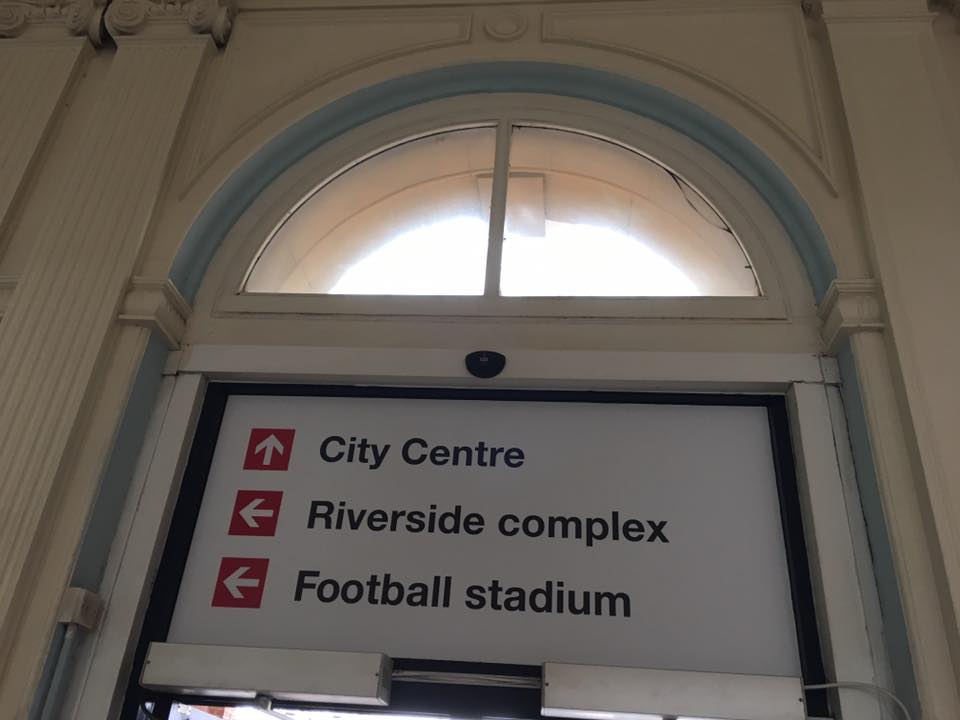 City Centre
Riverside complex
Football stadium